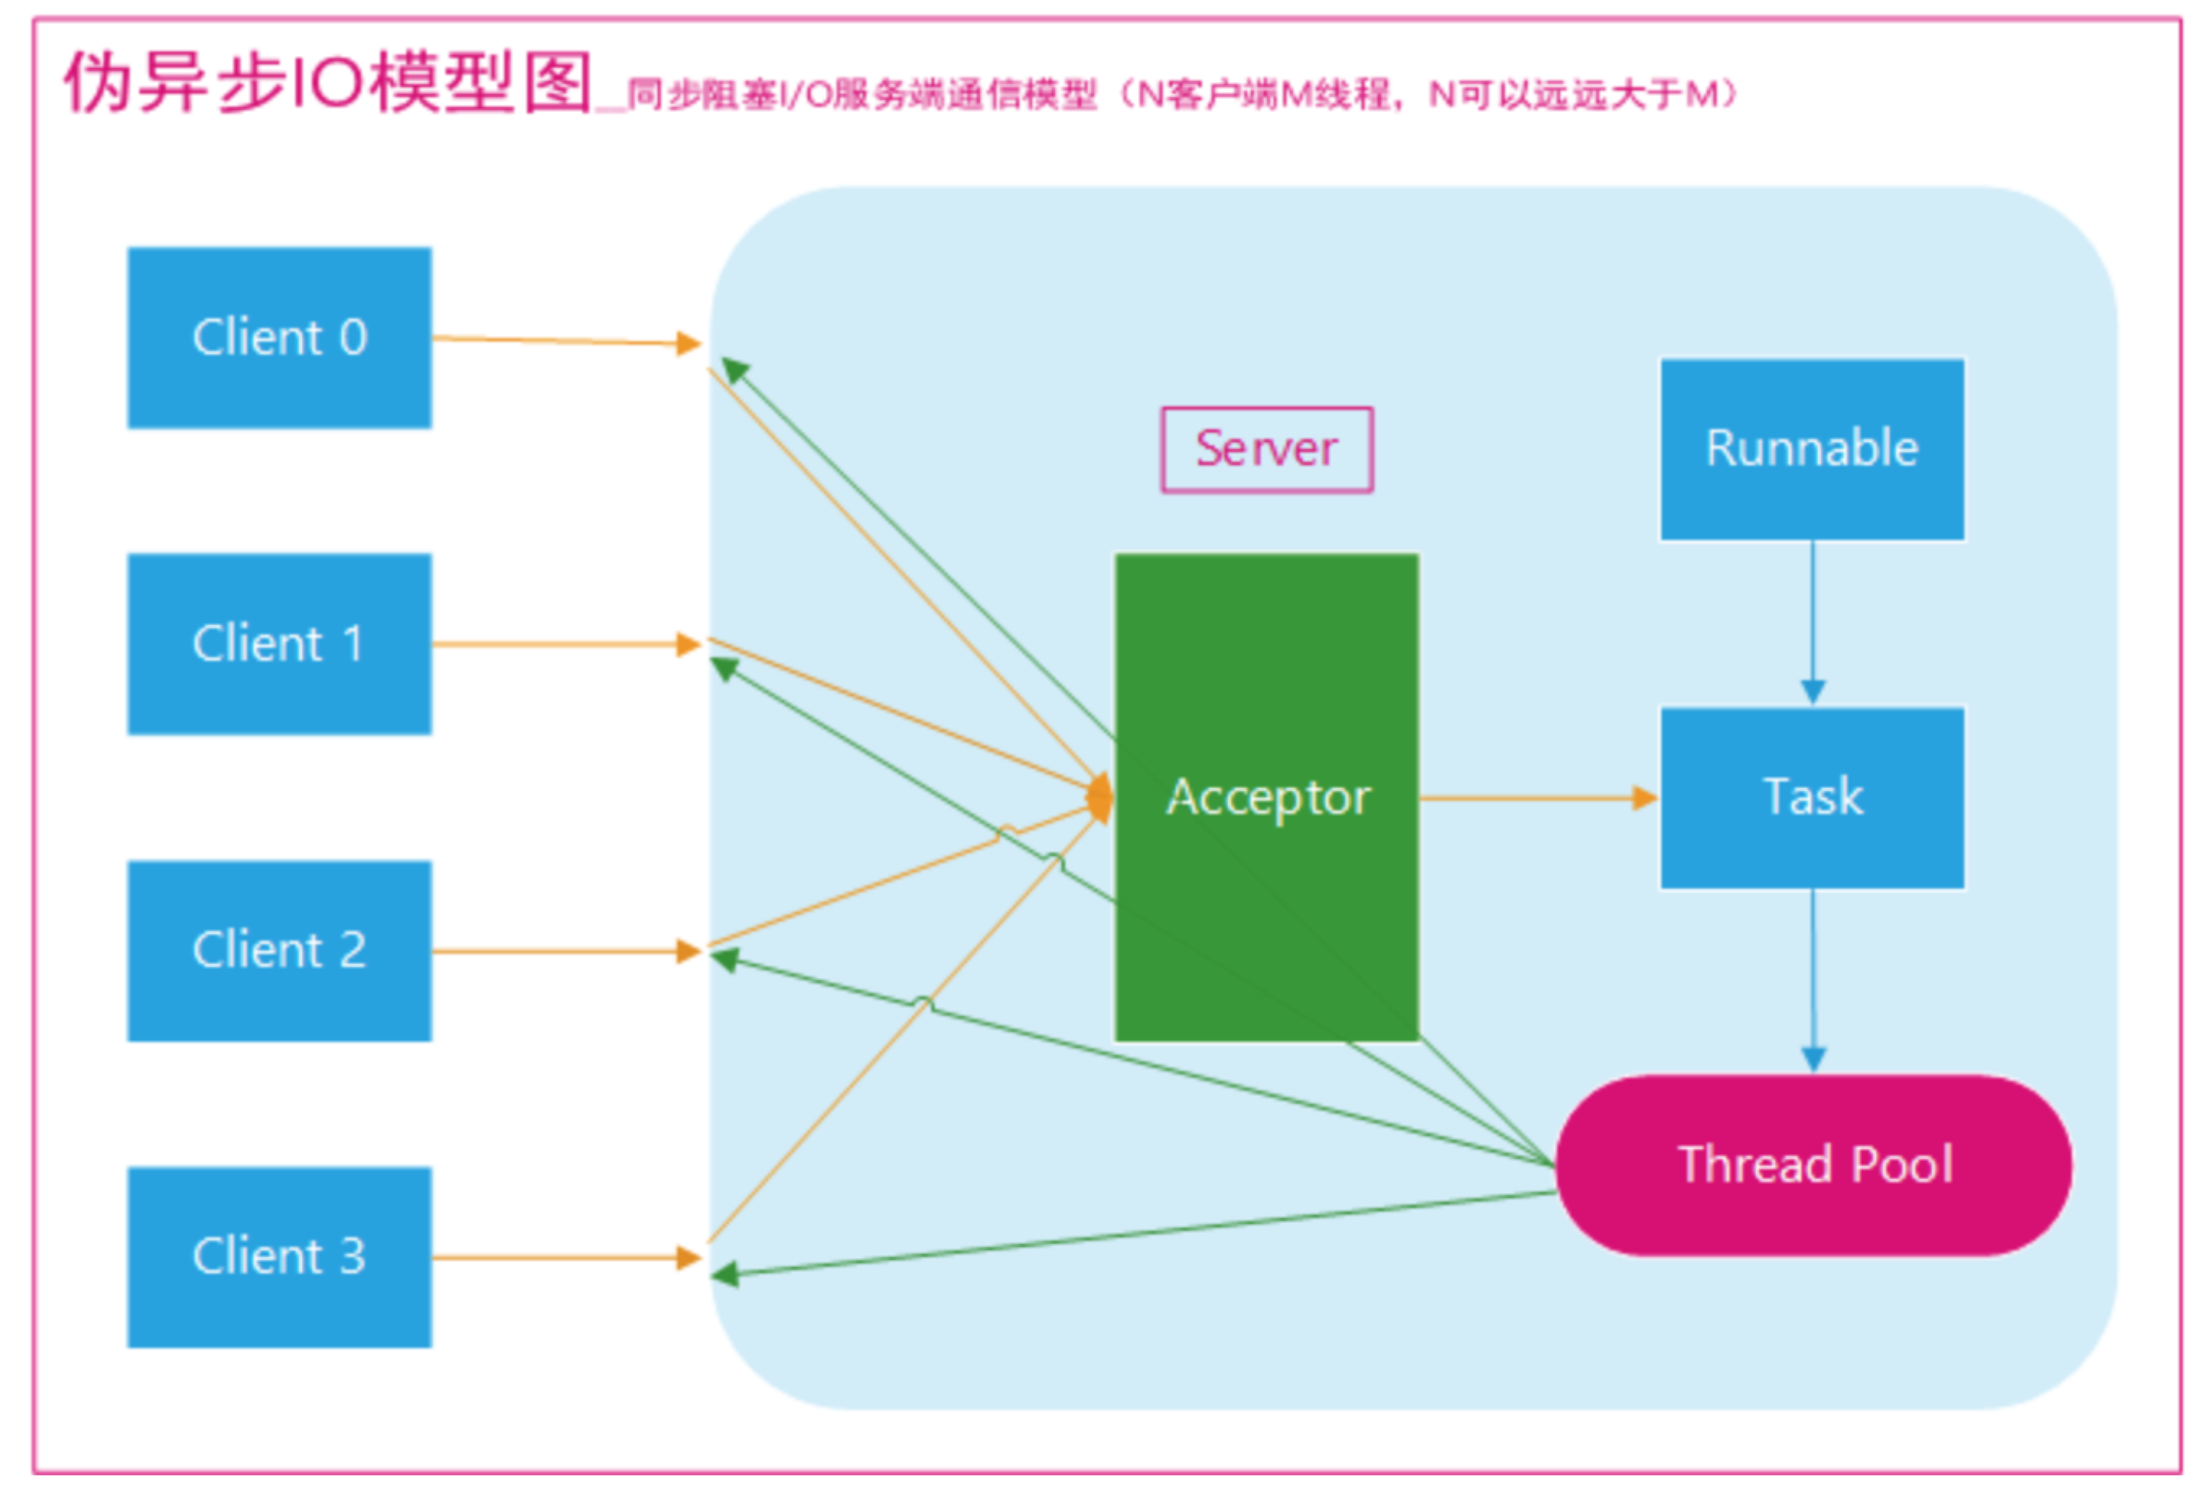 伪异步IO模型图__同步阻塞I/O服务端通信模型（N客户端M线程，N可以远远大于M）
Client 0
Server
Runnable
Client 1
Acceptor
Task
Client 2
Thread Pool
Client 3